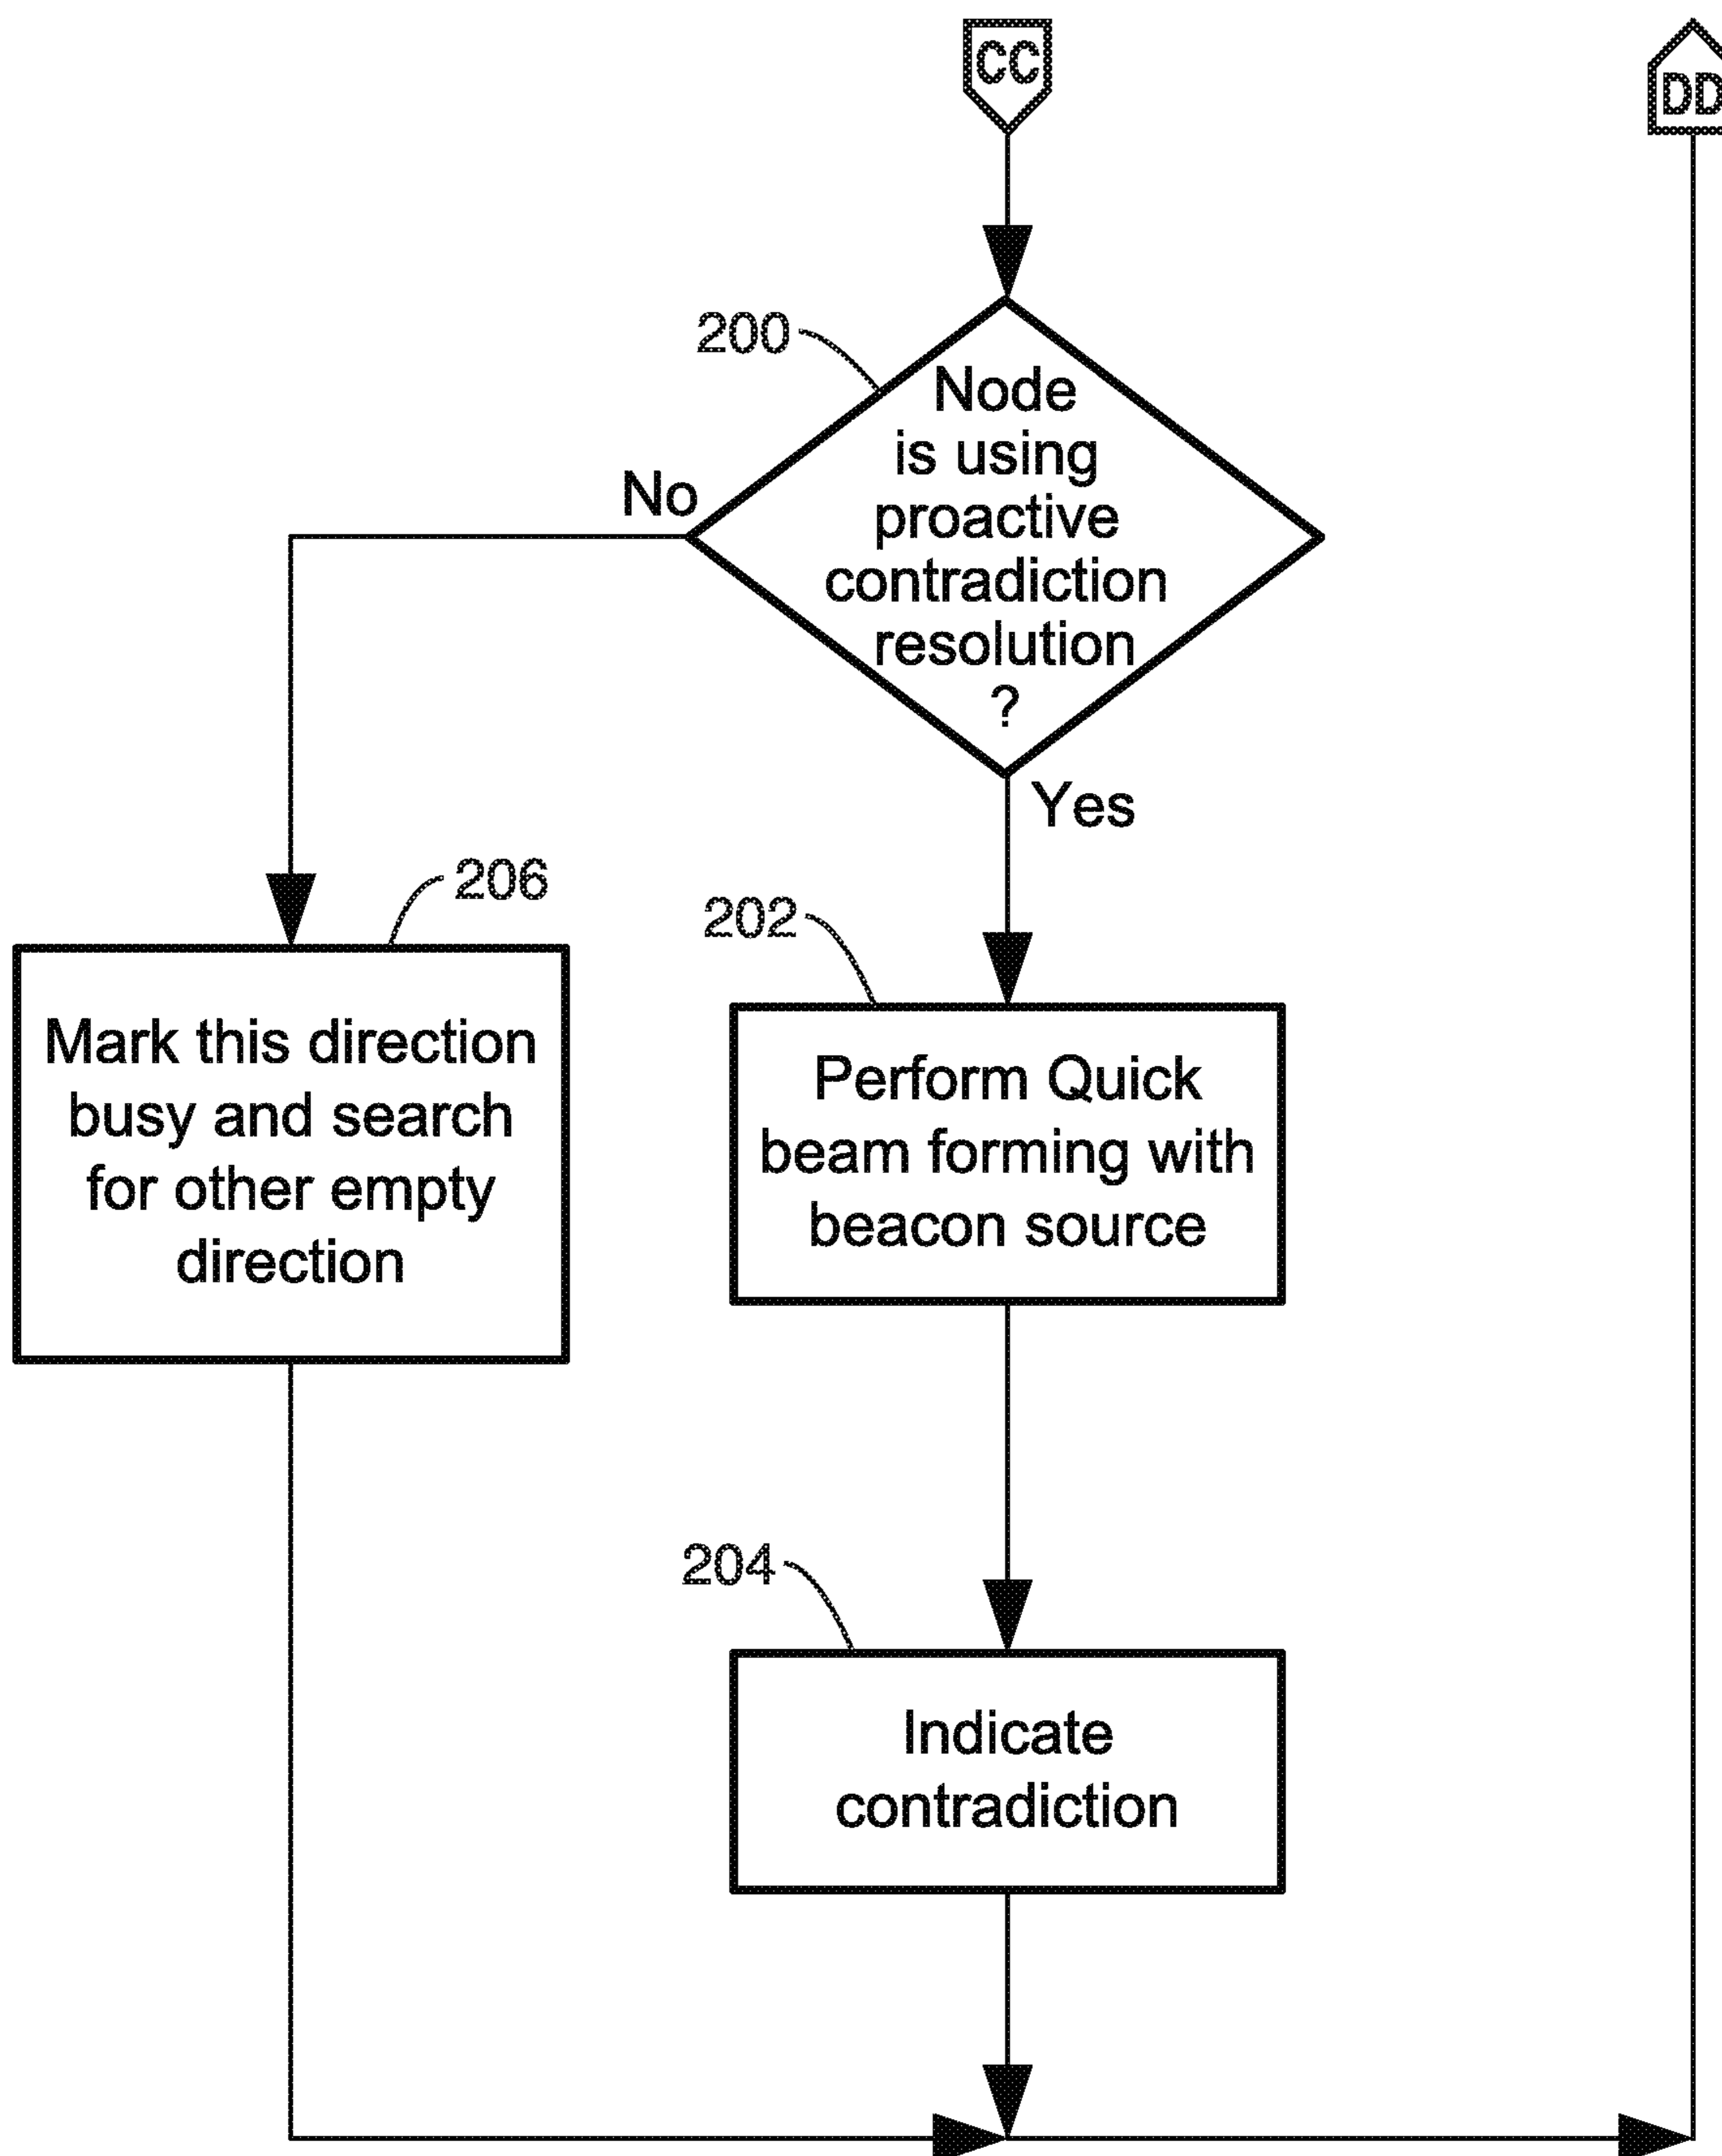 CC
DD
200
Node
is using
proactive
contradiction
resolution
?
No
Yes
206
202
Mark this direction
busy and search
for other empty
direction
Perform Quick
beam forming with
beacon source
204
Indicate
contradiction